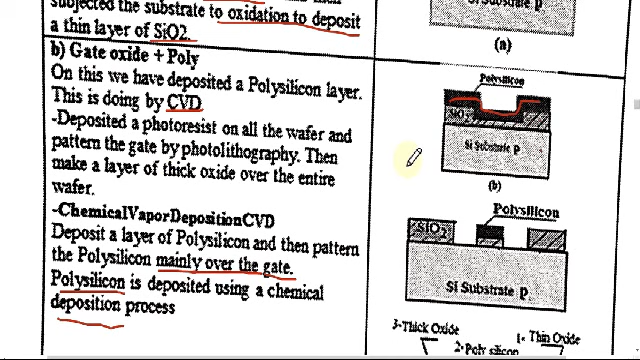 subjected the substrate to oxidation to deposit
a thin layer of SiO2.
b) Gate oxide + Poly
On this we have deposited a Polysilicon layer.
This is doing by CVD
-Deposited a photoresist on all the wafer and
pattern the gate by photolithography. Then
make a layer of thick oxide over the entire
wafer.
-ChemicalVaporDepositionCVD
Deposit a layer of Polysilicon and then pattern
the Polysilicon mainly over the gate.
Polysilicon is deposited using a chemical
deposition process
Si Substrate P
(a)
Polysilicon
SiO2
Si Substrate P
(b)
Polysilicon
SiO2
Si Substrate P
3-Thick Oxide
1- Thin Oxide
2-Poly silicon